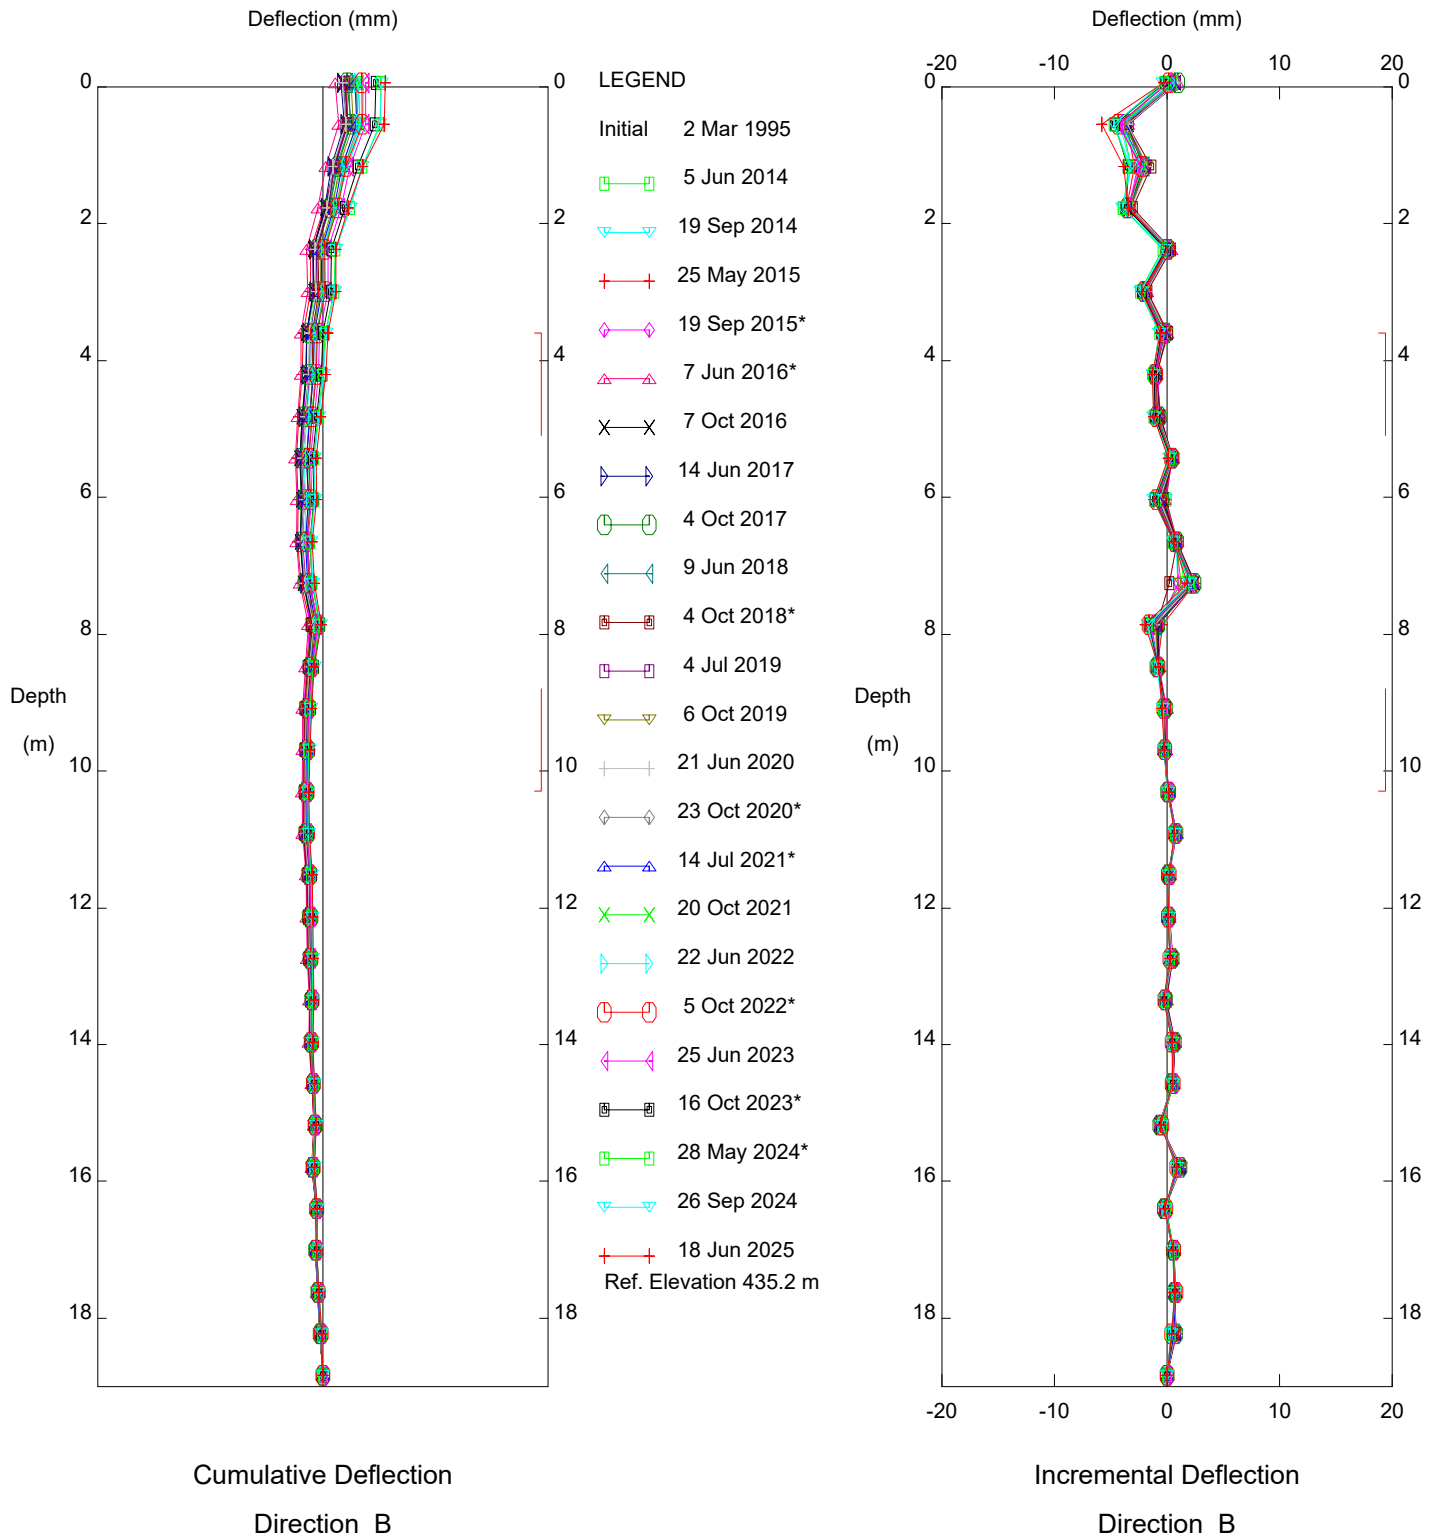 Deflection (mm)
0
0
2
2
4
4
6
6
8
8
Depth
(m)
10
10
12
12
14
14
16
16
18
18
Cumulative Deflection
Direction B
LEGEND
Initial 2 Mar 1995
5 Jun 2014
19 Sep 2014
25 May 2015
19 Sep 2015*
7 Jun 2016*
7 Oct 2016
14 Jun 2017
4 Oct 2017
9 Jun 2018
4 Oct 2018*
4 Jul 2019
6 Oct 2019
21 Jun 2020
23 Oct 2020*
14 Jul 2021*
20 Oct 2021
22 Jun 2022
5 Oct 2022*
25 Jun 2023
16 Oct 2023*
28 May 2024*
26 Sep 2024
18 Jun 2025
Ref. Elevation 435.2 m
Deflection (mm)
-20 -10 0 10 20
0
0
2
2
4
4
6
6
8
8
Depth
(m)
10
10
12
12
14
14
16
16
18
18
-20 -10 0 10 20
Incremental Deflection
Direction B